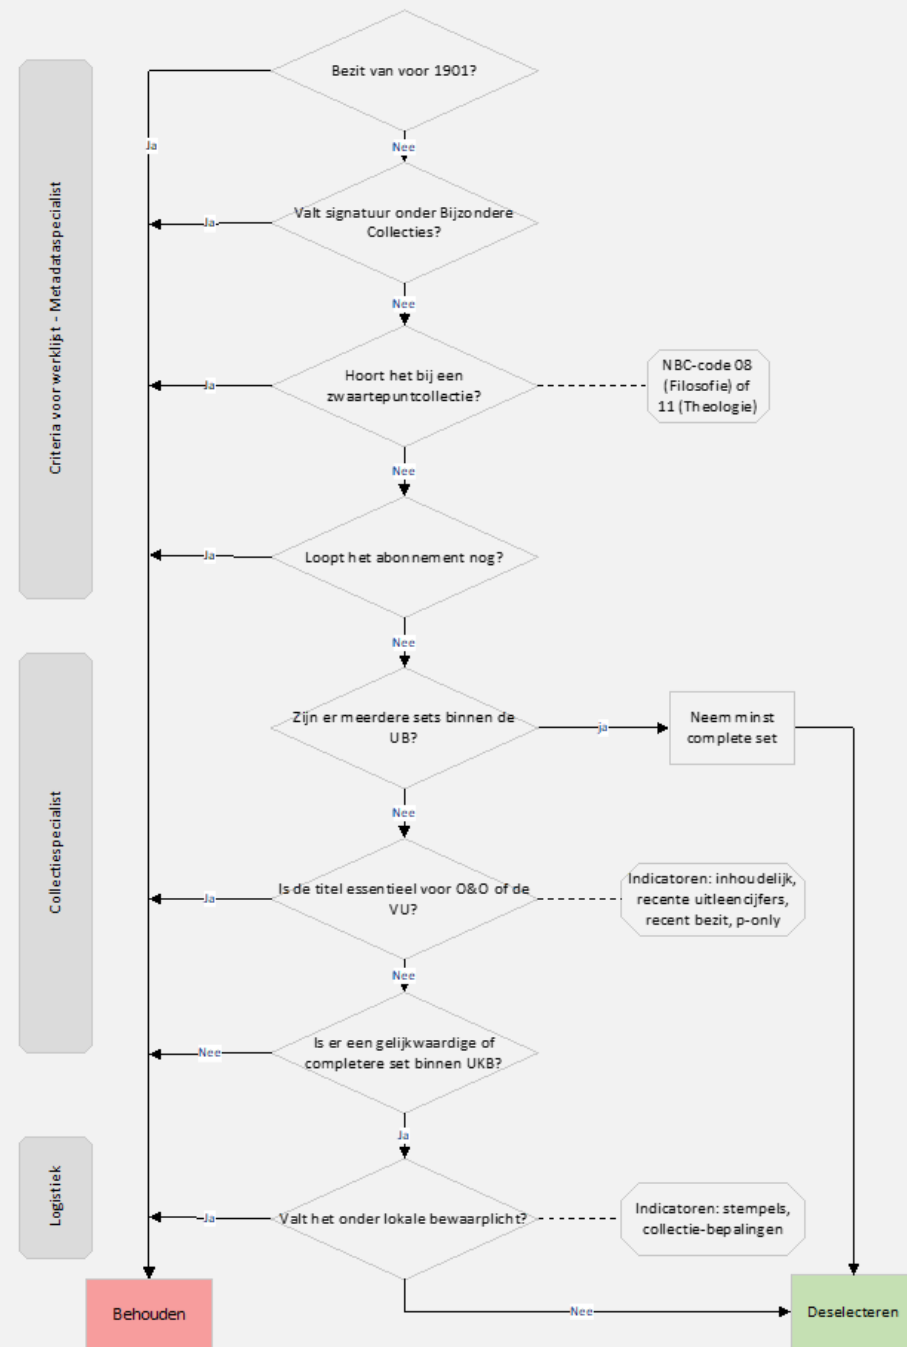 Bezit van voor 1901?
Ja
Nee
Valt signatuur onder Bijzondere
Collecties?
Ja
Nee
Criteria voor werklijst - Metadataspecialist
Hoort het bij een
zwaartepuntcollectie?
Ja
NBC-code 08
(Filosofie) of
11 (Theologie)
Nee
Loopt het abonnement nog?
Ja
Nee
Zijn er meerdere sets binnen de
UB?
ja
Neem minst
complete set
Nee
Collectiespecialist
Is de titel essentieel voor O&O of de
VU?
Ja
Indicatoren: inhoudelijk,
recente uitleencijfers,
recent bezit, p-only
Nee
Is er een gelijkwaardige of
completere set binnen UKB?
Nee
Ja
Logistiek
Valt het onder lokale bewaarplicht?
Ja
Indicatoren: stempels,
collectie-bepalingen
Nee
Behouden
Deselecteren